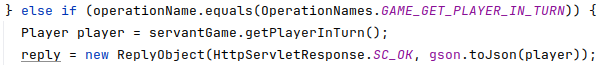 } else if (operationName.equals(OperationNames.GAME_GET_PLAYER_IN_TURN)) {
Player player = servantGame.getPlayerInTurn();
reply = new ReplyObject(HttpServletResponse.SC_OK, gson.toJson(player));